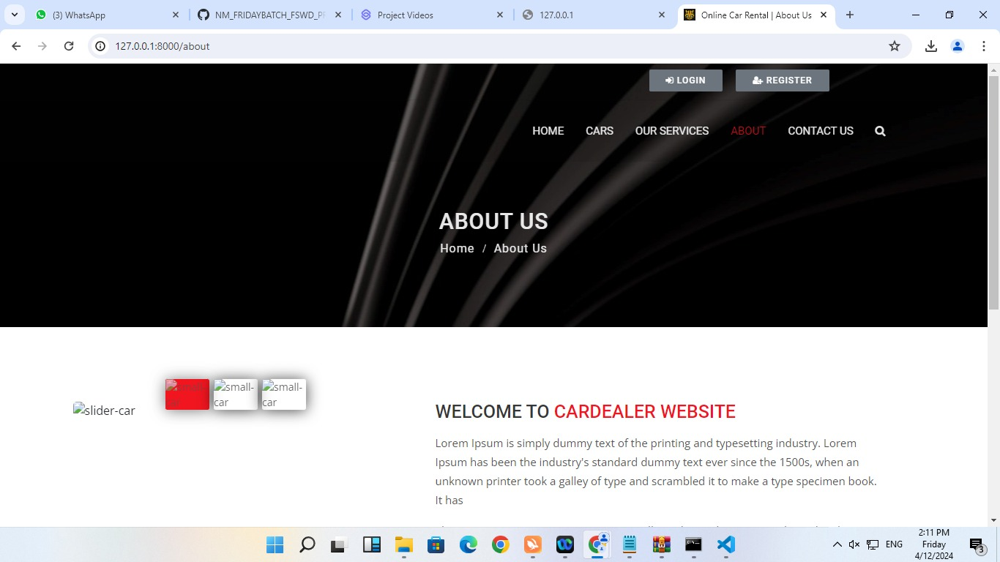 (3) WhatsApp
NM_FRIDAYBATCH_FSWD_PR
Project Videos
127.0.0.1
Online Car Rental | About Us
127.0.0.1:8000/about
LOGIN
REGISTER
HOME
CARS
OUR SERVICES
ABOUT
CONTACT US
ABOUT US
Home / About Us
slider-car
small-
car
small-
car
WELCOME TO CARDEALER WEBSITE
Lorem Ipsum is simply dummy text of the printing and typesetting industry. Lorem
Ipsum has been the industry's standard dummy text ever since the 1500s, when an
unknown printer took a galley of type and scrambled it to make a type specimen book.
It has
ENG
2:11 PM
Friday
4/12/2024
3